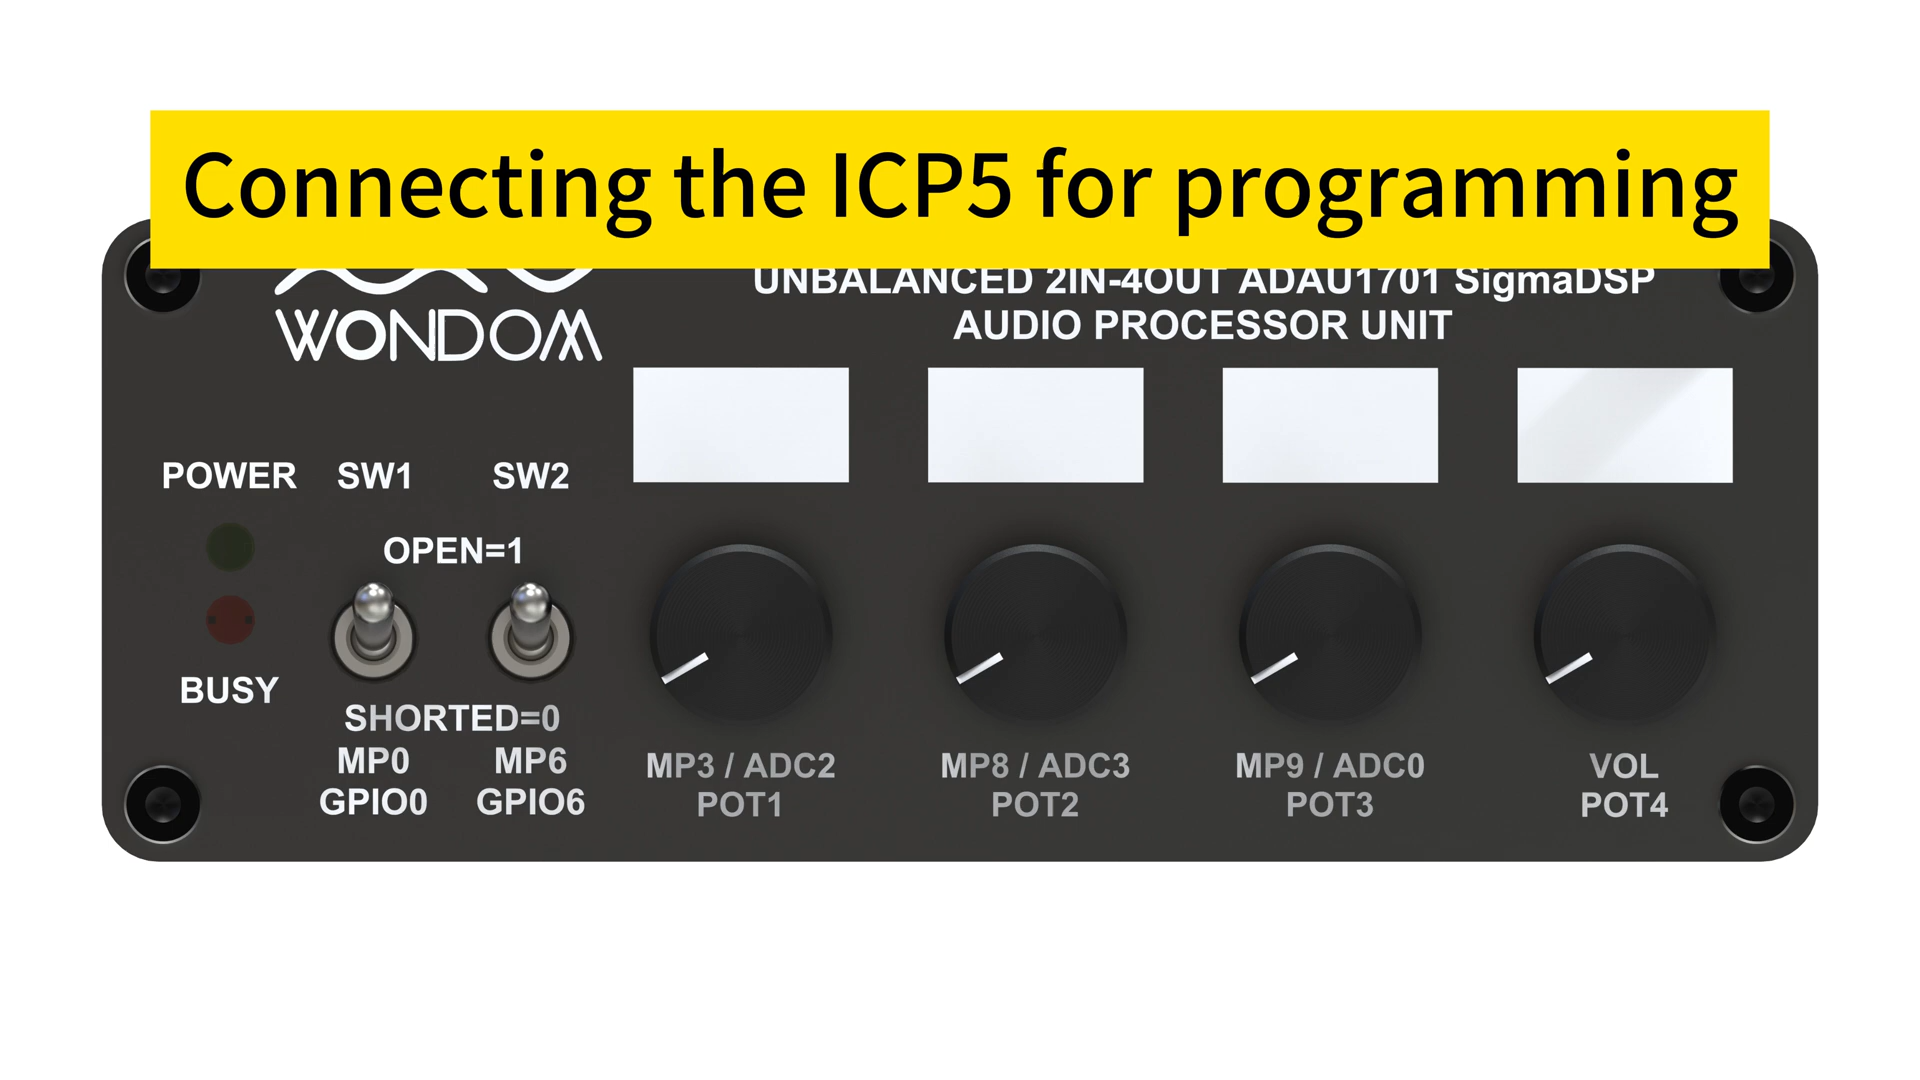 Connecting the ICP5 for programming
WONDOM
UNBALANCED 2IN-4OUT ADAU1701 SigmaDSP
AUDIO PROCESSOR UNIT
POWER
SW1
SW2
OPEN=1
BUSY
SHORTED=0
MP0
GPIO0
MP6
GPIO6
MP3 / ADC2
POT1
MP8 / ADC3
POT2
MP9 / ADC0
POT3
VOL
POT4